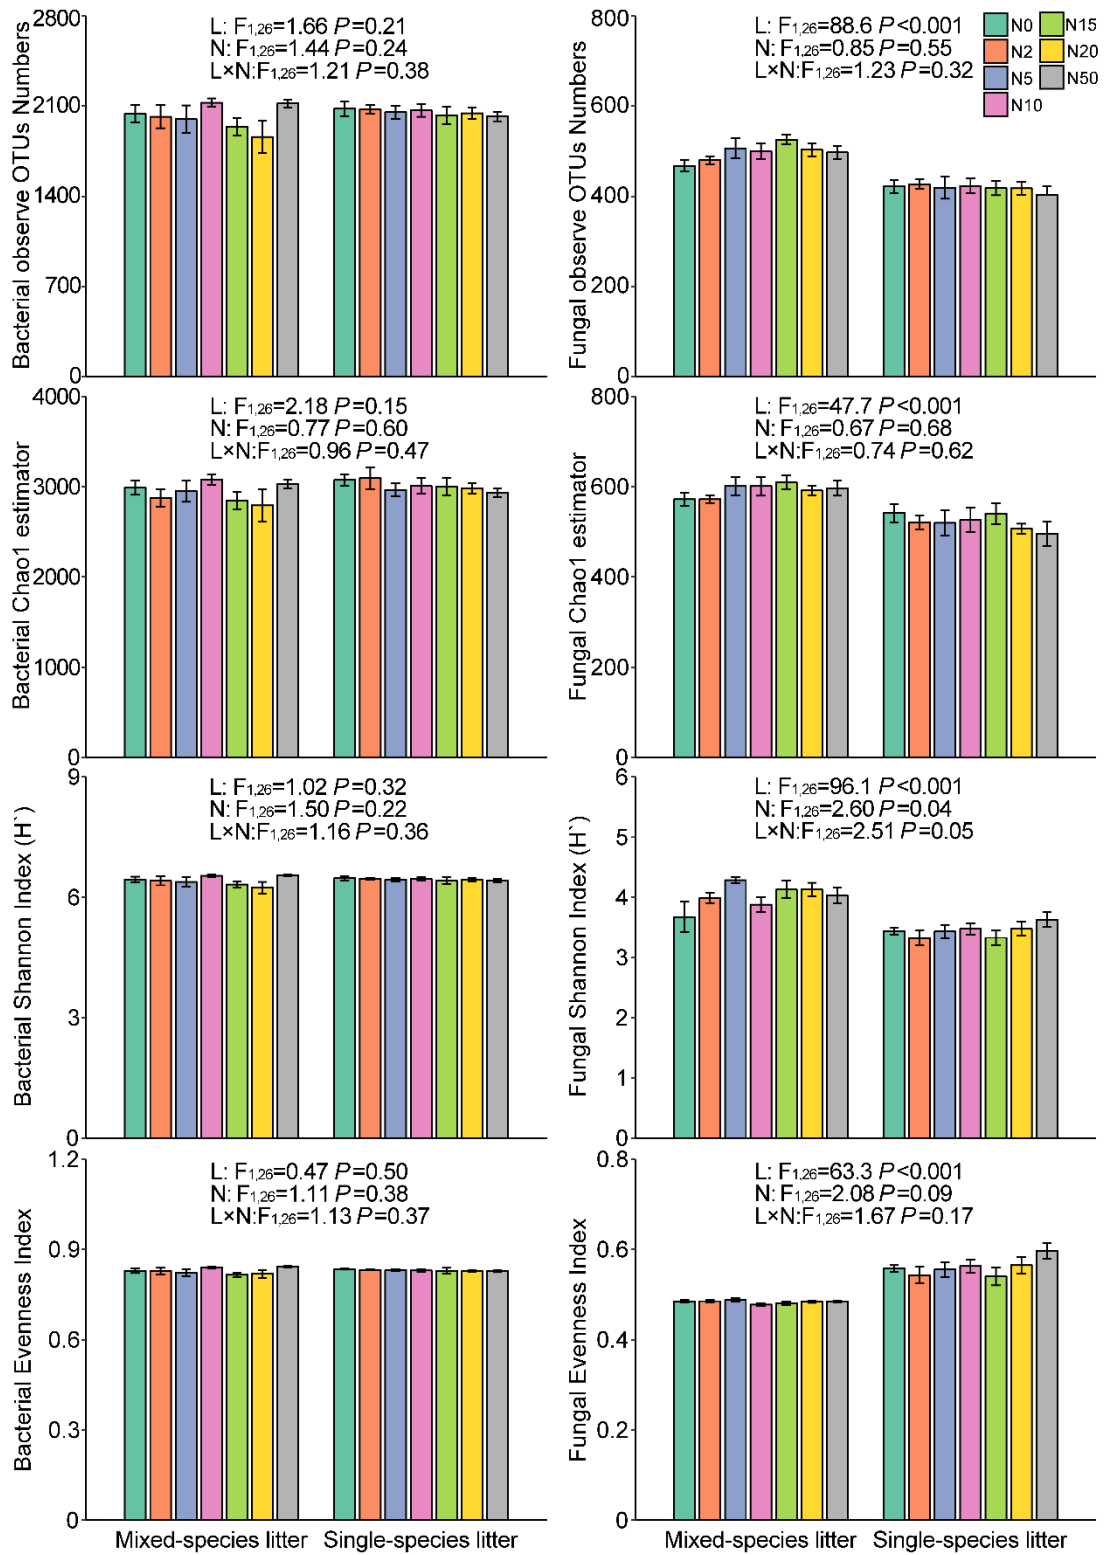 Bacterial observe OTUs Numbers
2800
2100
1400
700
0
L: F1,26=1.66 P=0.21
N: F1,26=1.44 P=0.24
L×N:F1,26=1.21 P=0.38
Fungal observe OTUs Numbers
800
600
400
200
0
L: F1,26=88.6 P<0.001
N: F1,26=0.85 P=0.55
L×N:F1,26=1.23 P=0.32
N0
N2
N5
N10
N15
N20
N50
Bacterial Chao1 estimator
4000
3000
2000
1000
0
L: F1,26=2.18 P=0.15
N: F1,26=0.77 P=0.60
L×N:F1,26=0.96 P=0.47
Fungal Chao1 estimator
800
600
400
200
0
L: F1,26=47.7 P<0.001
N: F1,26=0.67 P=0.68
L×N:F1,26=0.74 P=0.62
Bacterial Shannon Index (H`)
9
6
3
0
L: F1,26=1.02 P=0.32
N: F1,26=1.50 P=0.22
L×N:F1,26=1.16 P=0.36
Fungal Shannon Index (H`)
6
5
4
3
2
1
0
L: F1,26=96.1 P<0.001
N: F1,26=2.60 P=0.04
L×N:F1,26=2.51 P=0.05
Bacterial Evenness Index
1.2
0.9
0.6
0.3
0
L: F1,26=0.47 P=0.50
N: F1,26=1.11 P=0.38
L×N:F1,26=1.13 P=0.37
Mixed-species litter
Single-species litter
Fungal Evenness Index
0.8
0.6
0.4
0.2
0
L: F1,26=63.3 P<0.001
N: F1,26=2.08 P=0.09
L×N:F1,26=1.67 P=0.17
Mixed-species litter
Single-species litter